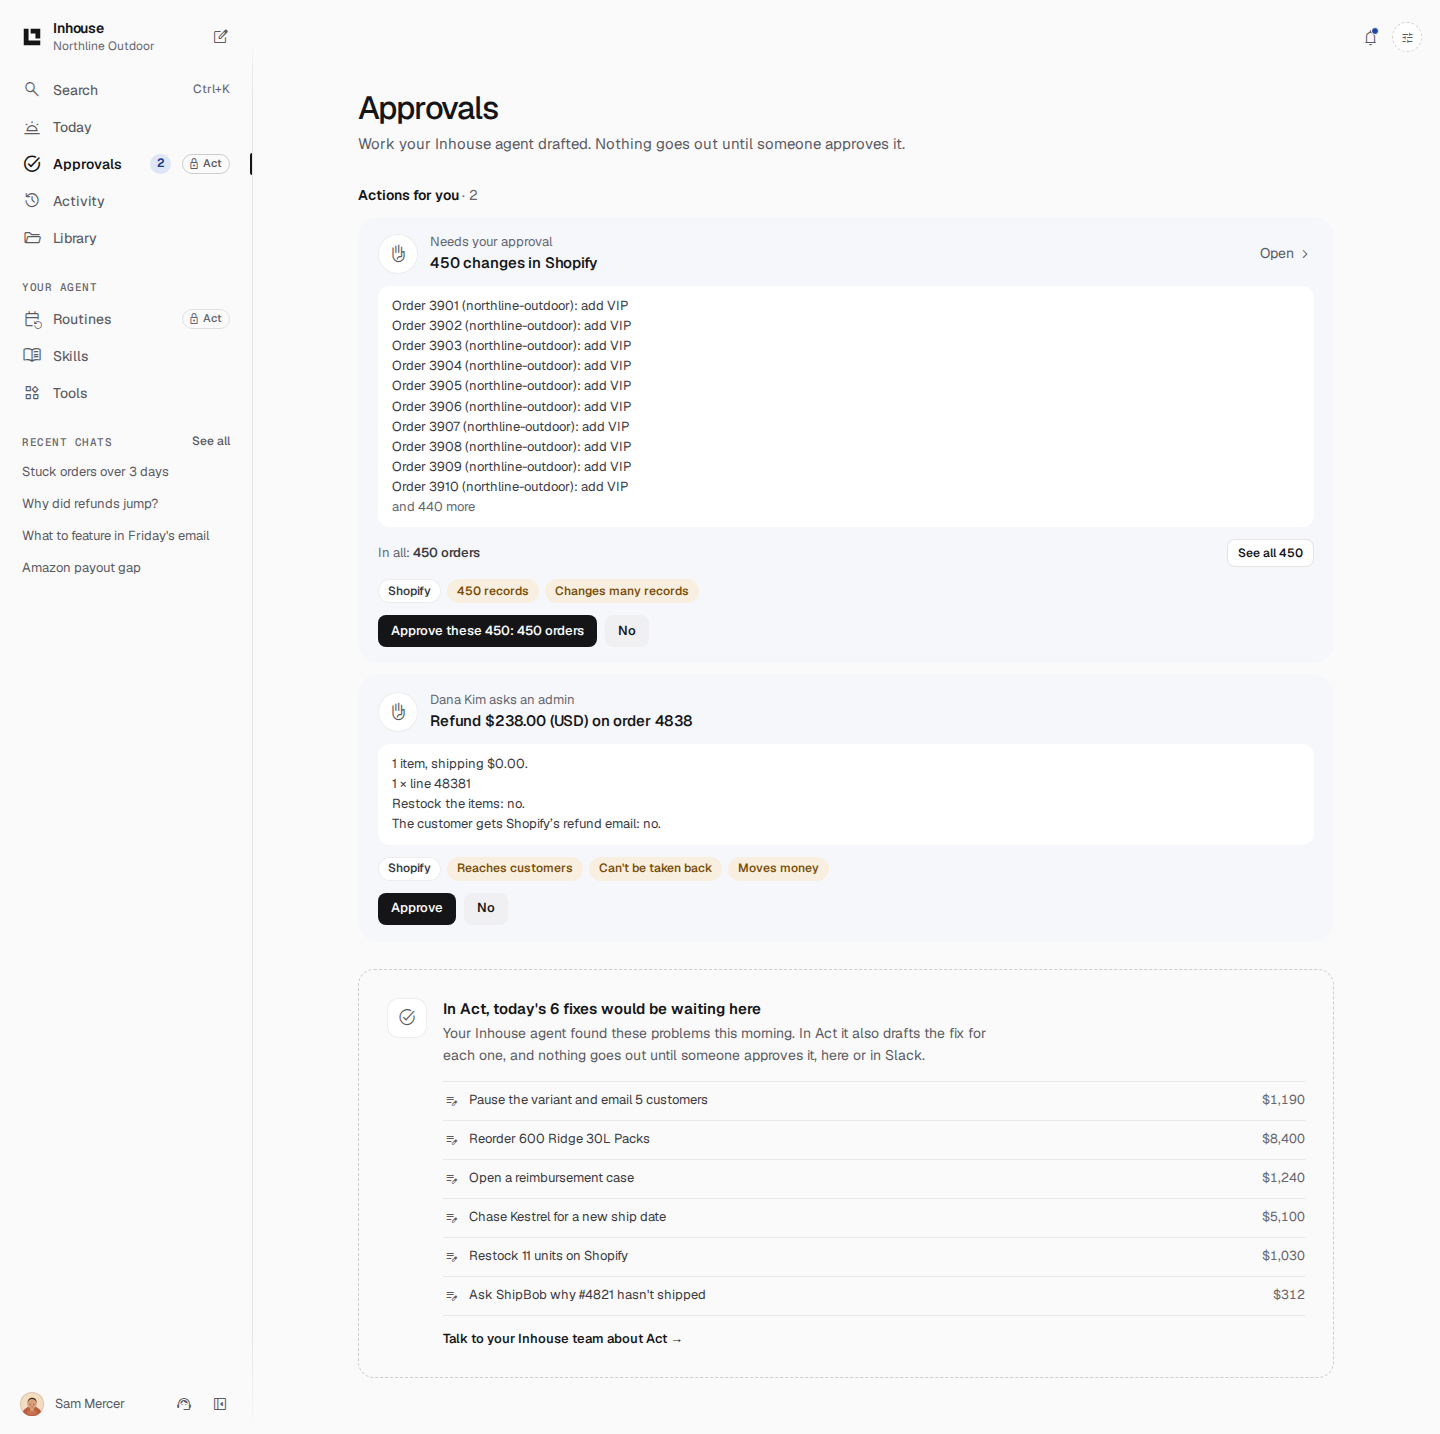 Inhouse
Northline Outdoor
Search Ctrl+K
Today
Approvals 2 Act
Activity
Library
YOUR AGENT
Routines Act
Skills
Tools
RECENT CHATS See all
Stuck orders over 3 days
Why did refunds jump?
What to feature in Friday's email
Amazon payout gap
Sam Mercer
Approvals
Work your Inhouse agent drafted. Nothing goes out until someone approves it.
Actions for you · 2
Needs your approval
450 changes in Shopify
Open
Order 3901 (northline-outdoor): add VIP
Order 3902 (northline-outdoor): add VIP
Order 3903 (northline-outdoor): add VIP
Order 3904 (northline-outdoor): add VIP
Order 3905 (northline-outdoor): add VIP
Order 3906 (northline-outdoor): add VIP
Order 3907 (northline-outdoor): add VIP
Order 3908 (northline-outdoor): add VIP
Order 3909 (northline-outdoor): add VIP
Order 3910 (northline-outdoor): add VIP
and 440 more
In all: 450 orders See all 450
Shopify 450 records Changes many records
Approve these 450: 450 orders No
Dana Kim asks an admin
Refund $238.00 (USD) on order 4838
1 item, shipping $0.00.
1 × line 48381
Restock the items: no.
The customer gets Shopify's refund email: no.
Shopify Reaches customers Can't be taken back Moves money
Approve No
In Act, today's 6 fixes would be waiting here
Your Inhouse agent found these problems this morning. In Act it also drafts the fix for
each one, and nothing goes out until someone approves it, here or in Slack.
Pause the variant and email 5 customers $1,190
Reorder 600 Ridge 30L Packs $8,400
Open a reimbursement case $1,240
Chase Kestrel for a new ship date $5,100
Restock 11 units on Shopify $1,030
Ask ShipBob why #4821 hasn't shipped $312
Talk to your Inhouse team about Act →